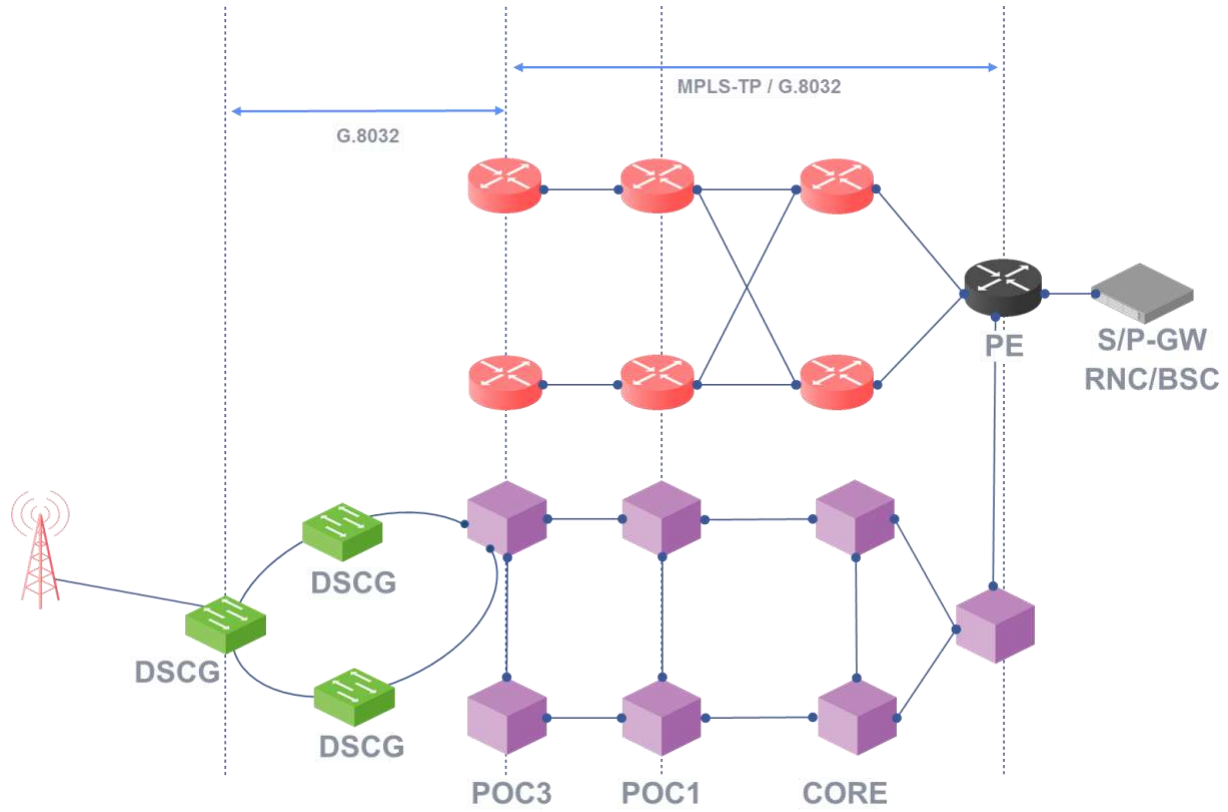 MPLS-TP / G.8032
G.8032
PE
S/P-GW
RNC/BSC
DSCG
DSCG
DSCG
POC3
POC1
CORE